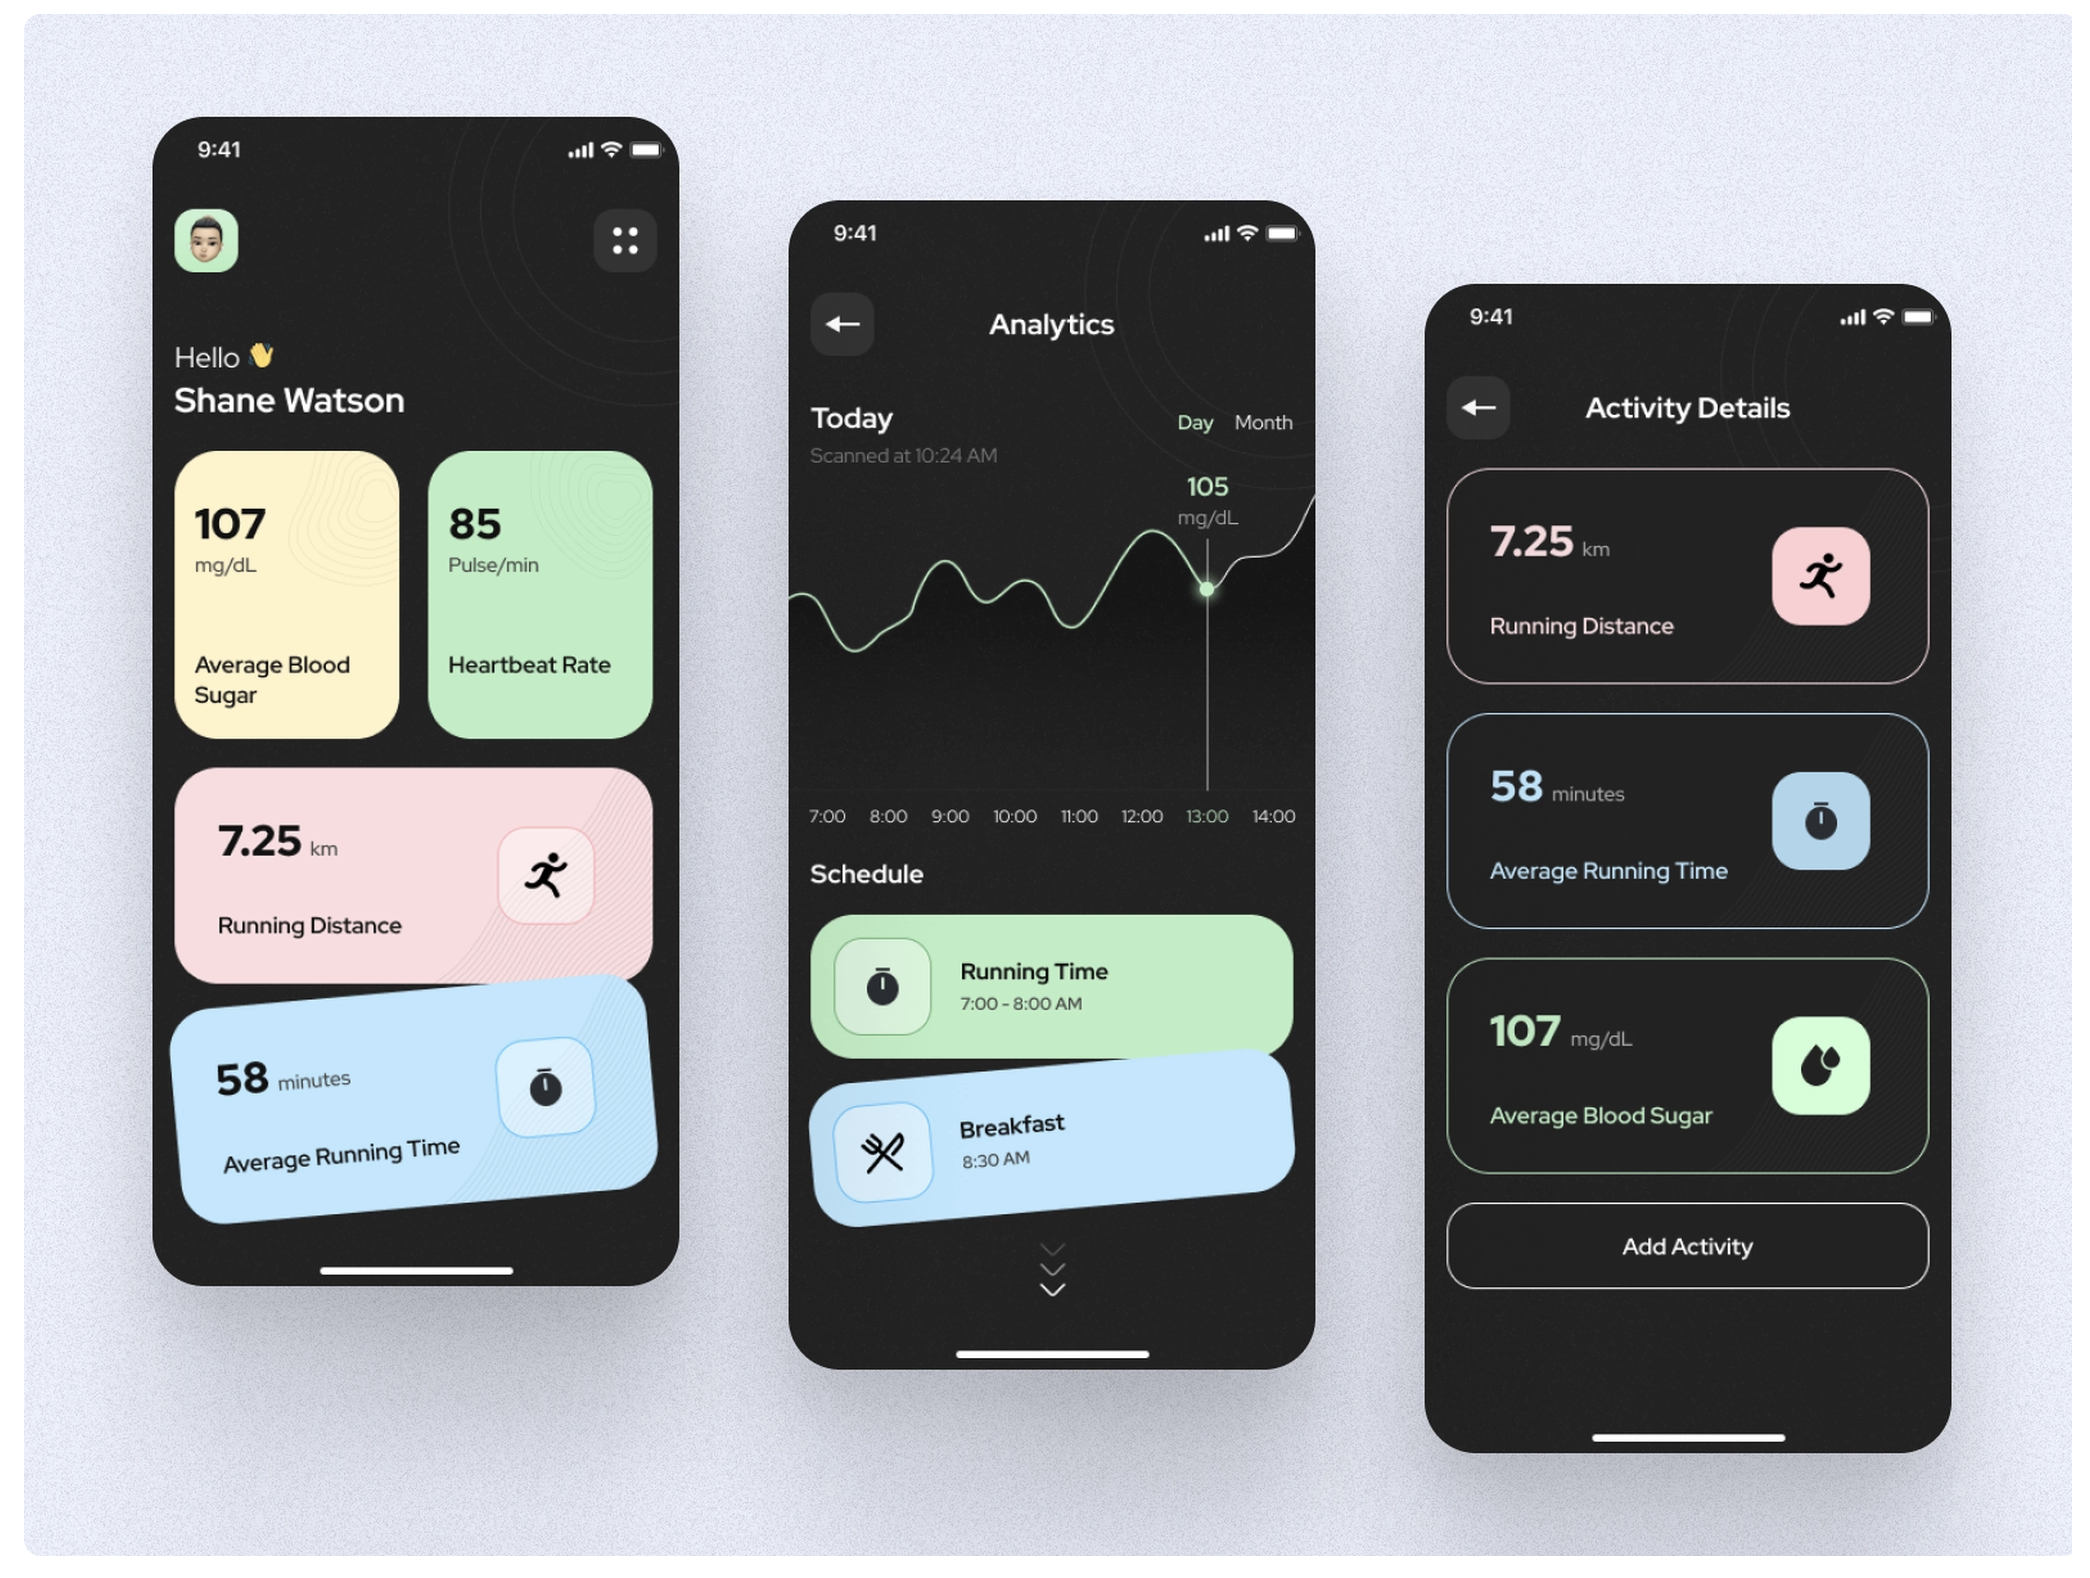 9:41
Hello 👋
Shane Watson
107
mg/dL
Average Blood
Sugar
85
Pulse/min
Heartbeat Rate
7.25 km
Running Distance
58 minutes
Average Running Time
9:41
Analytics
Today
Day Month
Scanned at 10:24 AM
105
mg/dL
7:00 8:00 9:00 10:00 11:00 12:00 13:00 14:00
Schedule
Running Time
7:00 - 8:00 AM
Breakfast
8:30 AM
9:41
Activity Details
7.25 km
Running Distance
58 minutes
Average Running Time
107 mg/dL
Average Blood Sugar
Add Activity